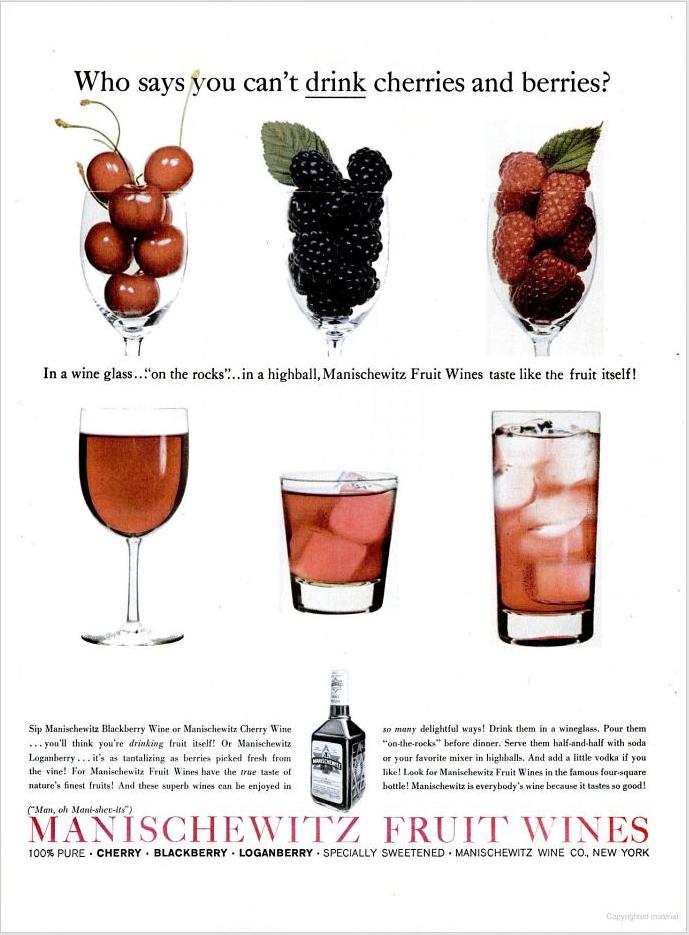 Who says you can't drink cherries and berries?
In a wine glass..."on the rocks"...in a highball, Manischewitz Fruit Wines taste like the fruit itself!
Sip Manischewitz Blackberry Wine or Manischewitz Cherry Wine
...you'll think you're drinking fruit itself! Or Manischewitz
Loganberry...it's as tantalizing as berries picked fresh from
the vine! For Manischewitz Fruit Wines have the true taste of
nature's finest fruits! And these superb wines can be enjoyed in
so many delightful ways! Drink them in a wineglass. Pour them
"on-the-rocks" before dinner. Serve them half-and-half with soda
or your favorite mixer in highballs. And add a little vodka if you
like! Look for Manischewitz Fruit Wines in the famous four-square
bottle! Manischewitz is everybody's wine because it tastes so good!
MANISCHEWITZ
("Man, oh Mani-shev-its")
MANISCHEWITZ FRUIT WINES
100% PURE · CHERRY · BLACKBERRY · LOGANBERRY · SPECIALLY SWEETENED · MANISCHEWITZ WINE CO., NEW YORK
Copyrighted material